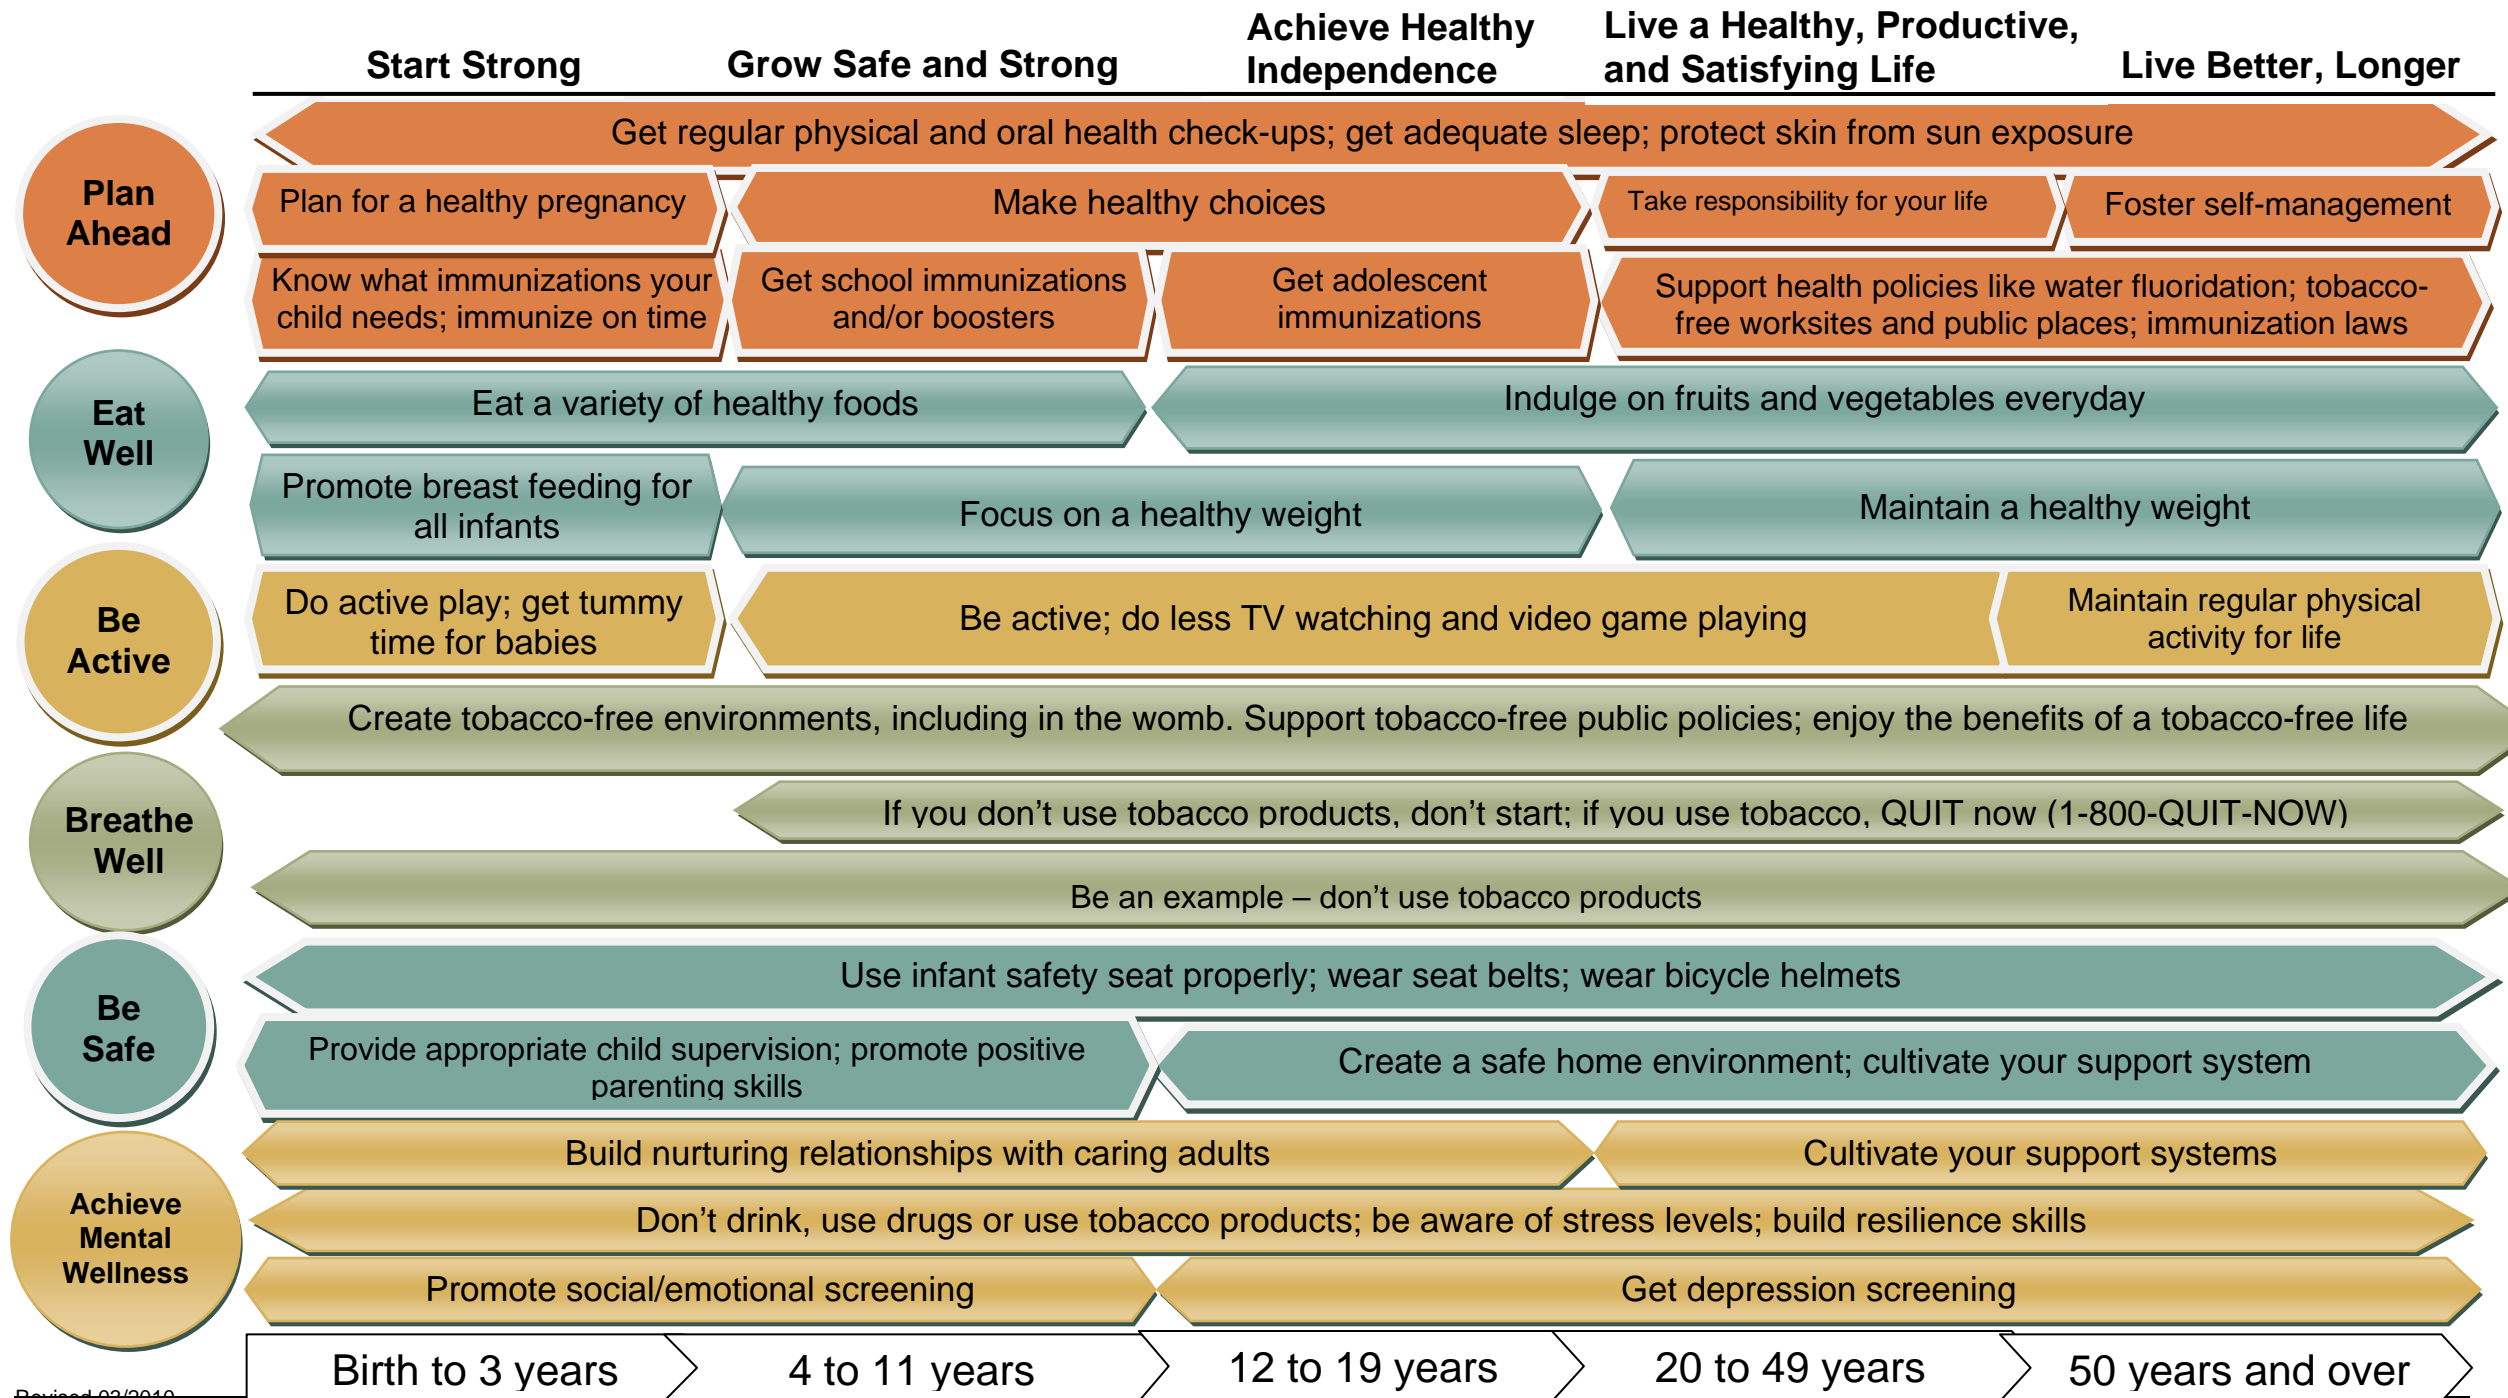 Start Strong
Grow Safe and Strong
Achieve Healthy
Independence
Live a Healthy, Productive,
and Satisfying Life
Live Better, Longer
Plan
Ahead
Get regular physical and oral health check-ups; get adequate sleep; protect skin from sun exposure
Plan for a healthy pregnancy
Make healthy choices
Take responsibility for your life
Foster self-management
Know what immunizations your
child needs; immunize on time
Get school immunizations
and/or boosters
Get adolescent
immunizations
Support health policies like water fluoridation; tobacco-
free worksites and public places; immunization laws
Eat
Well
Eat a variety of healthy foods
Indulge on fruits and vegetables everyday
Promote breast feeding for
all infants
Focus on a healthy weight
Maintain a healthy weight
Be
Active
Do active play; get tummy
time for babies
Be active; do less TV watching and video game playing
Maintain regular physical
activity for life
Breathe
Well
Create tobacco-free environments, including in the womb. Support tobacco-free public policies; enjoy the benefits of a tobacco-free life
If you don’t use tobacco products, don’t start; if you use tobacco, QUIT now (1-800-QUIT-NOW)
Be an example – don’t use tobacco products
Be
Safe
Use infant safety seat properly; wear seat belts; wear bicycle helmets
Provide appropriate child supervision; promote positive
parenting skills
Create a safe home environment; cultivate your support system
Achieve
Mental
Wellness
Build nurturing relationships with caring adults
Cultivate your support systems
Don’t drink, use drugs or use tobacco products; be aware of stress levels; build resilience skills
Promote social/emotional screening
Get depression screening
Birth to 3 years
4 to 11 years
12 to 19 years
20 to 49 years
50 years and over
Revised 03/2010